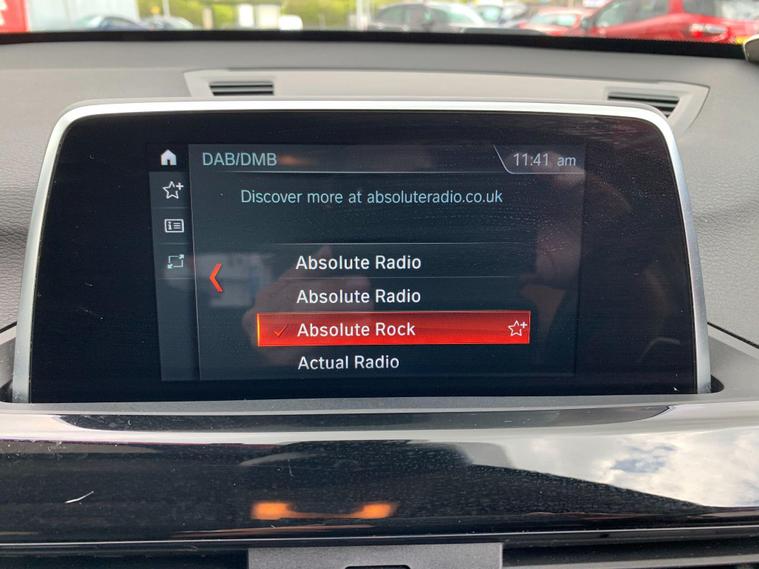 DAB/DMB
11:41 am
Discover more at absoluteradio.co.uk
Absolute Radio
Absolute Radio
Absolute Rock
Actual Radio